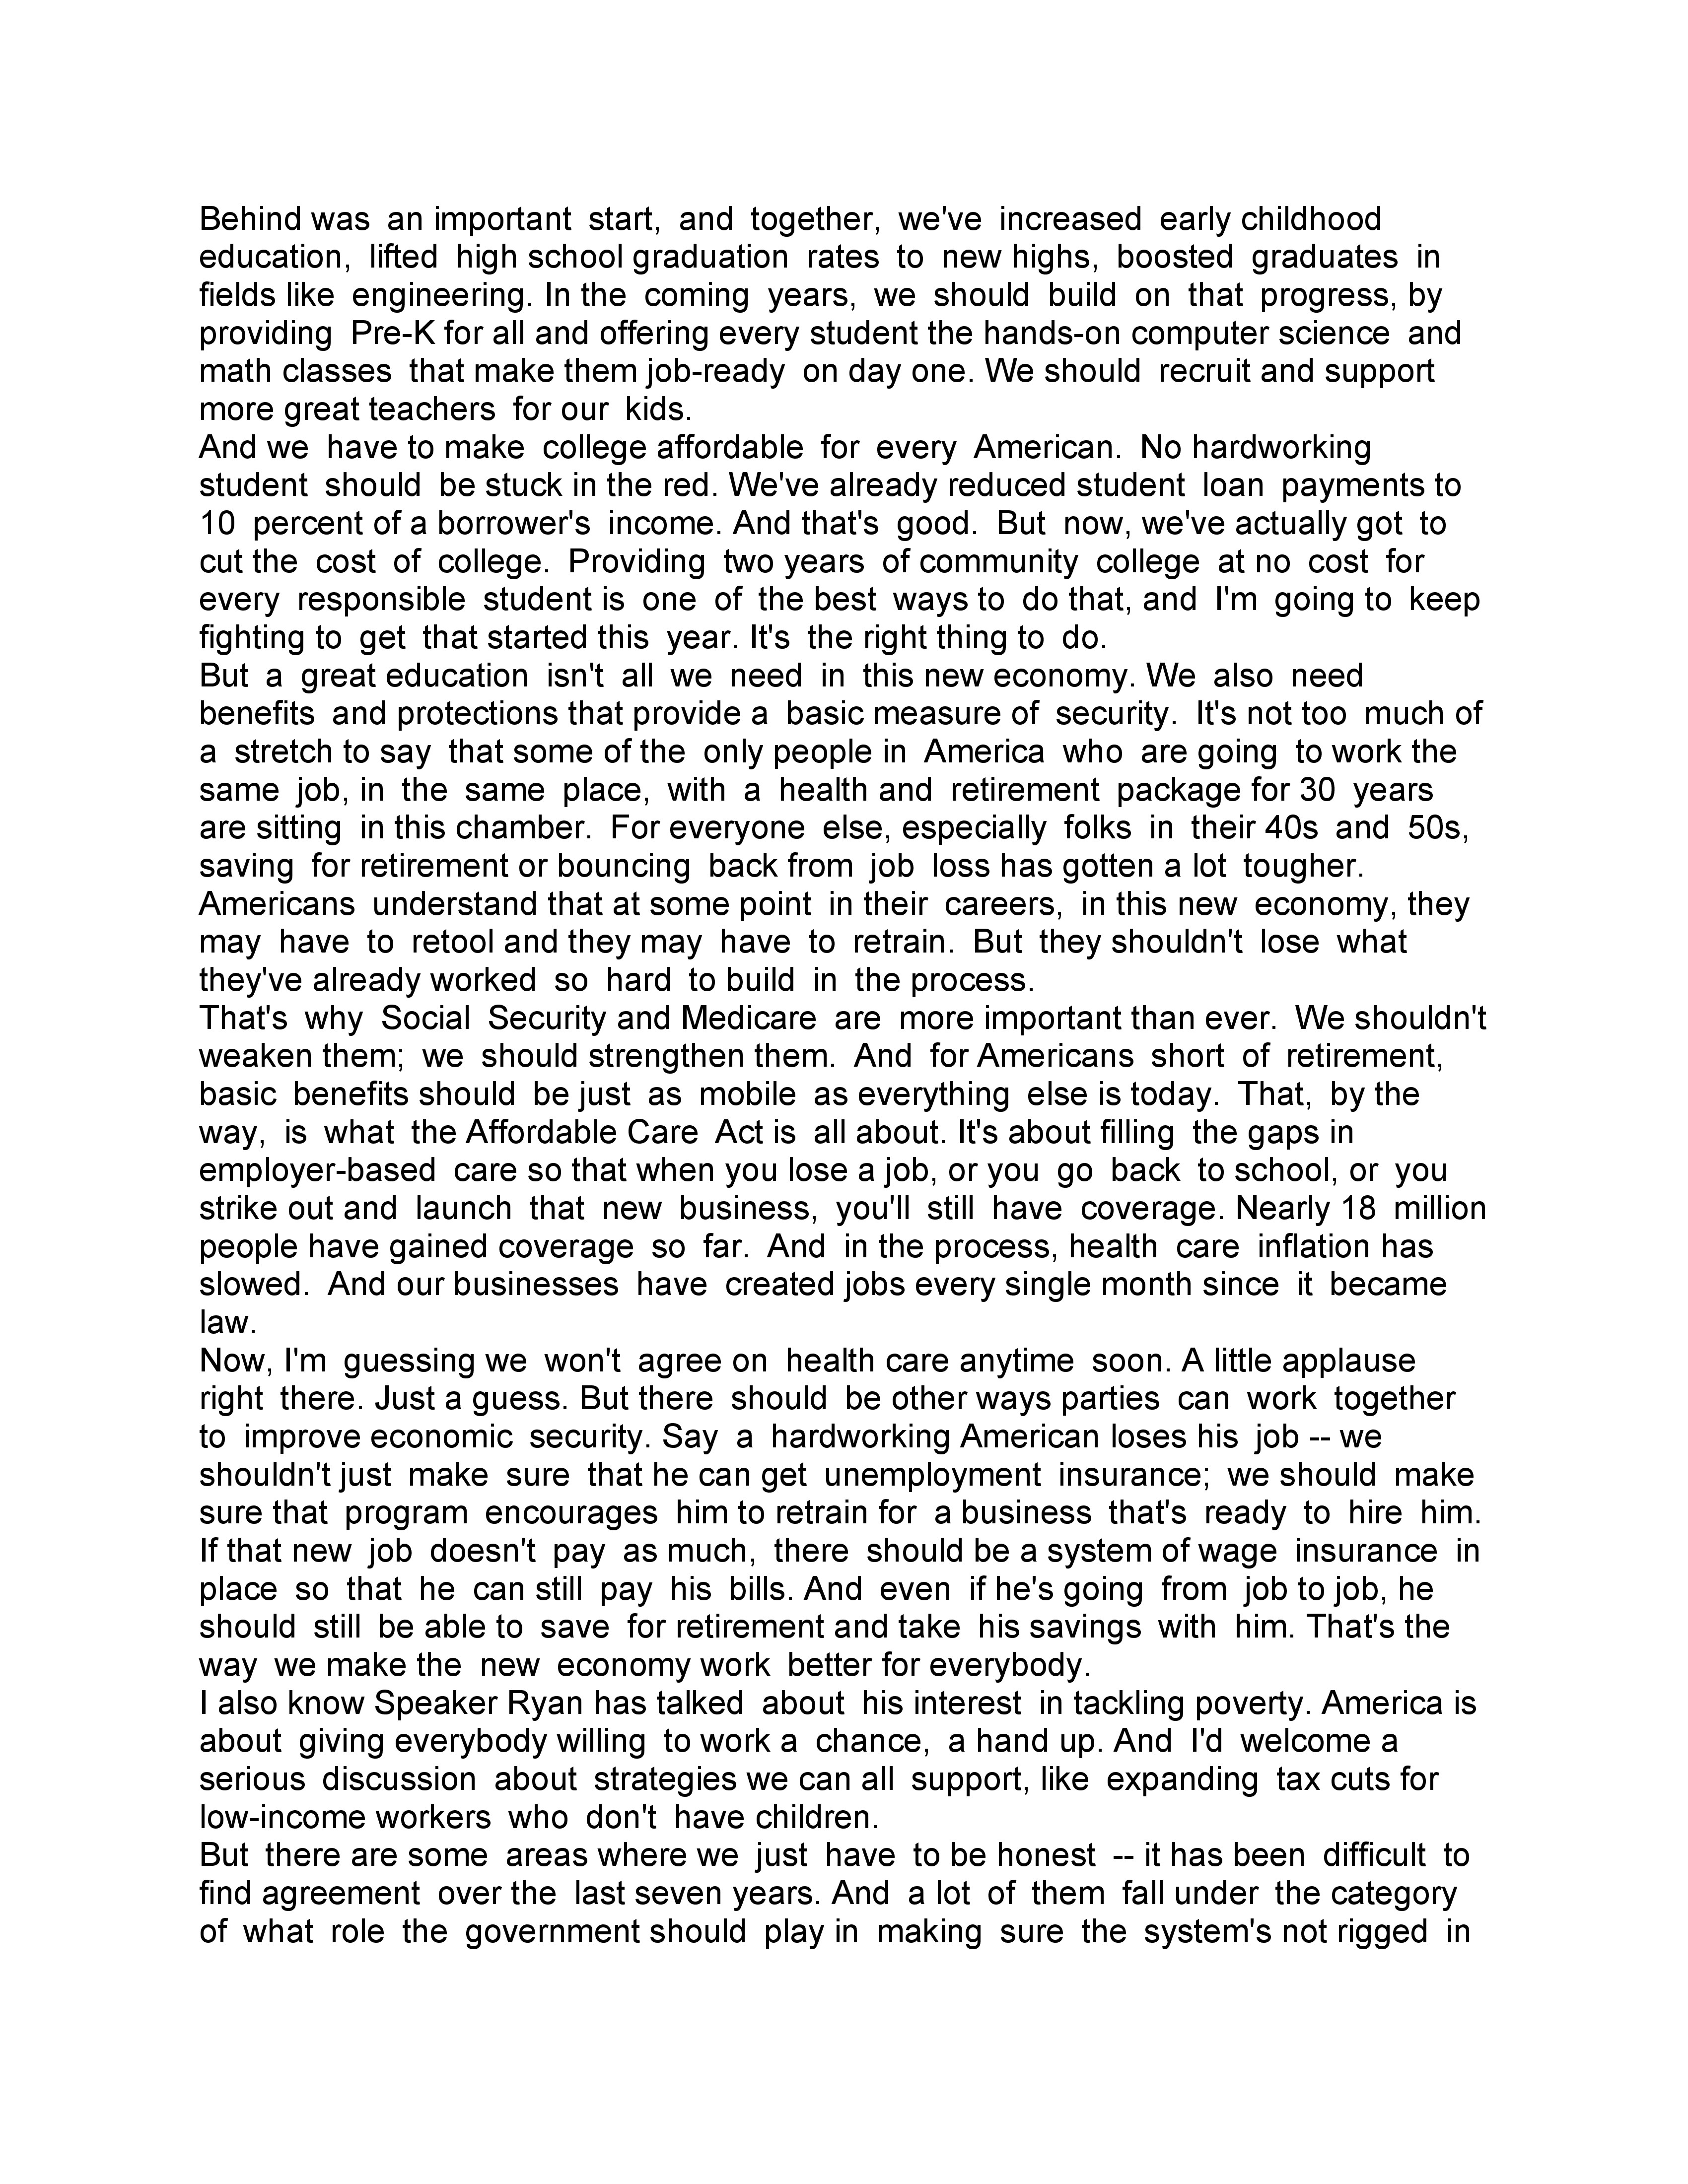 Behind was an important start, and together, we've increased early childhood
education, lifted high school graduation rates to new highs, boosted graduates in
fields like engineering. In the coming years, we should build on that progress, by
providing Pre-K for all and offering every student the hands-on computer science and
math classes that make them job-ready on day one. We should recruit and support
more great teachers for our kids.
And we have to make college affordable for every American. No hardworking
student should be stuck in the red. We've already reduced student loan payments to
10 percent of a borrower's income. And that's good. But now, we've actually got to
cut the cost of college. Providing two years of community college at no cost for
every responsible student is one of the best ways to do that, and I'm going to keep
fighting to get that started this year. It's the right thing to do.
But a great education isn't all we need in this new economy. We also need
benefits and protections that provide a basic measure of security. It's not too much of
a stretch to say that some of the only people in America who are going to work the
same job, in the same place, with a health and retirement package for 30 years
are sitting in this chamber. For everyone else, especially folks in their 40s and 50s,
saving for retirement or bouncing back from job loss has gotten a lot tougher.
Americans understand that at some point in their careers, in this new economy, they
may have to retool and they may have to retrain. But they shouldn't lose what
they've already worked so hard to build in the process.
That's why Social Security and Medicare are more important than ever. We shouldn't
weaken them; we should strengthen them. And for Americans short of retirement,
basic benefits should be just as mobile as everything else is today. That, by the
way, is what the Affordable Care Act is all about. It's about filling the gaps in
employer-based care so that when you lose a job, or you go back to school, or you
strike out and launch that new business, you'll still have coverage. Nearly 18 million
people have gained coverage so far. And in the process, health care inflation has
slowed. And our businesses have created jobs every single month since it became
law.
Now, I'm guessing we won't agree on health care anytime soon. A little applause
right there. Just a guess. But there should be other ways parties can work together
to improve economic security. Say a hardworking American loses his job -- we
shouldn't just make sure that he can get unemployment insurance; we should make
sure that program encourages him to retrain for a business that's ready to hire him.
If that new job doesn't pay as much, there should be a system of wage insurance in
place so that he can still pay his bills. And even if he's going from job to job, he
should still be able to save for retirement and take his savings with him. That's the
way we make the new economy work better for everybody.
I also know Speaker Ryan has talked about his interest in tackling poverty. America is
about giving everybody willing to work a chance, a hand up. And I'd welcome a
serious discussion about strategies we can all support, like expanding tax cuts for
low-income workers who don't have children.
But there are some areas where we just have to be honest -- it has been difficult to
find agreement over the last seven years. And a lot of them fall under the category
of what role the government should play in making sure the system's not rigged in